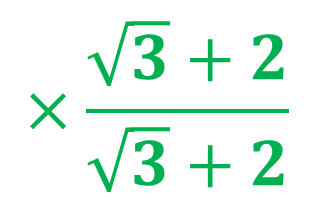 √3 + 2
× ―
√3 + 2